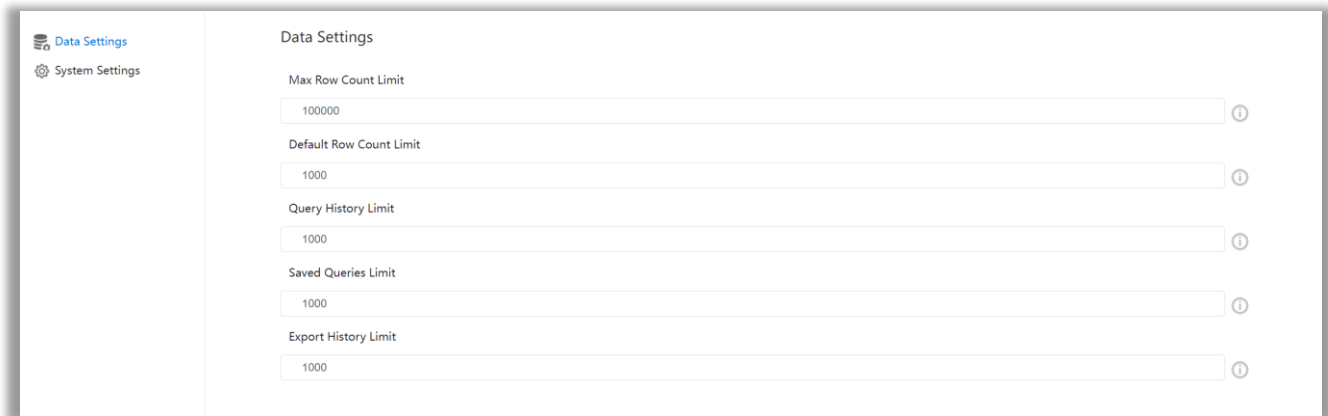 Data Settings
System Settings
Data Settings
Max Row Count Limit
100000
Default Row Count Limit
1000
Query History Limit
1000
Saved Queries Limit
1000
Export History Limit
1000